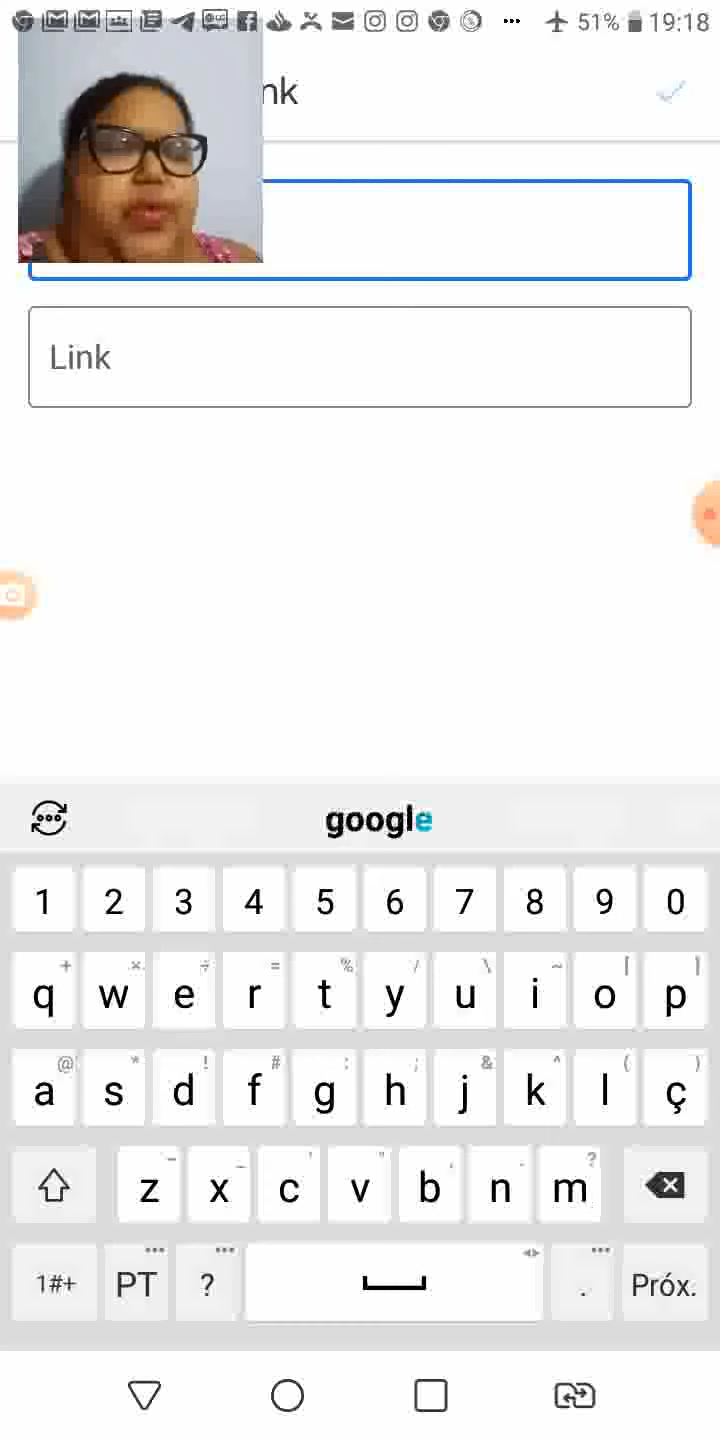 51% 19:18
nk
Link
google
1 2 3 4 5 6 7 8 9 0
q w e r t y u i o p
+ × ÷ = % / \ ~ [ ]
a s d f g h j k l ç
@ * ! # : ; & ^ ( )
z x c v b n m
1#+ PT ? . Próx.